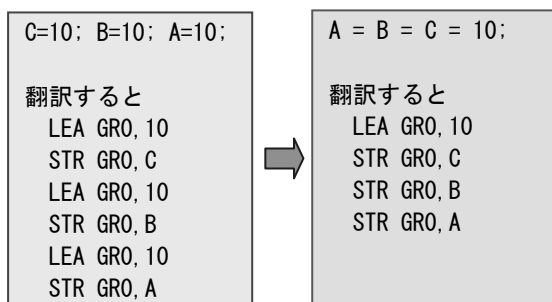 C=10; B=10; A=10;
翻訳すると
LEA GR0,10
STR GR0,C
LEA GR0,10
STR GR0,B
LEA GR0,10
STR GR0,A
A = B = C = 10;
翻訳すると
LEA GR0,10
STR GR0,C
STR GR0,B
STR GR0,A